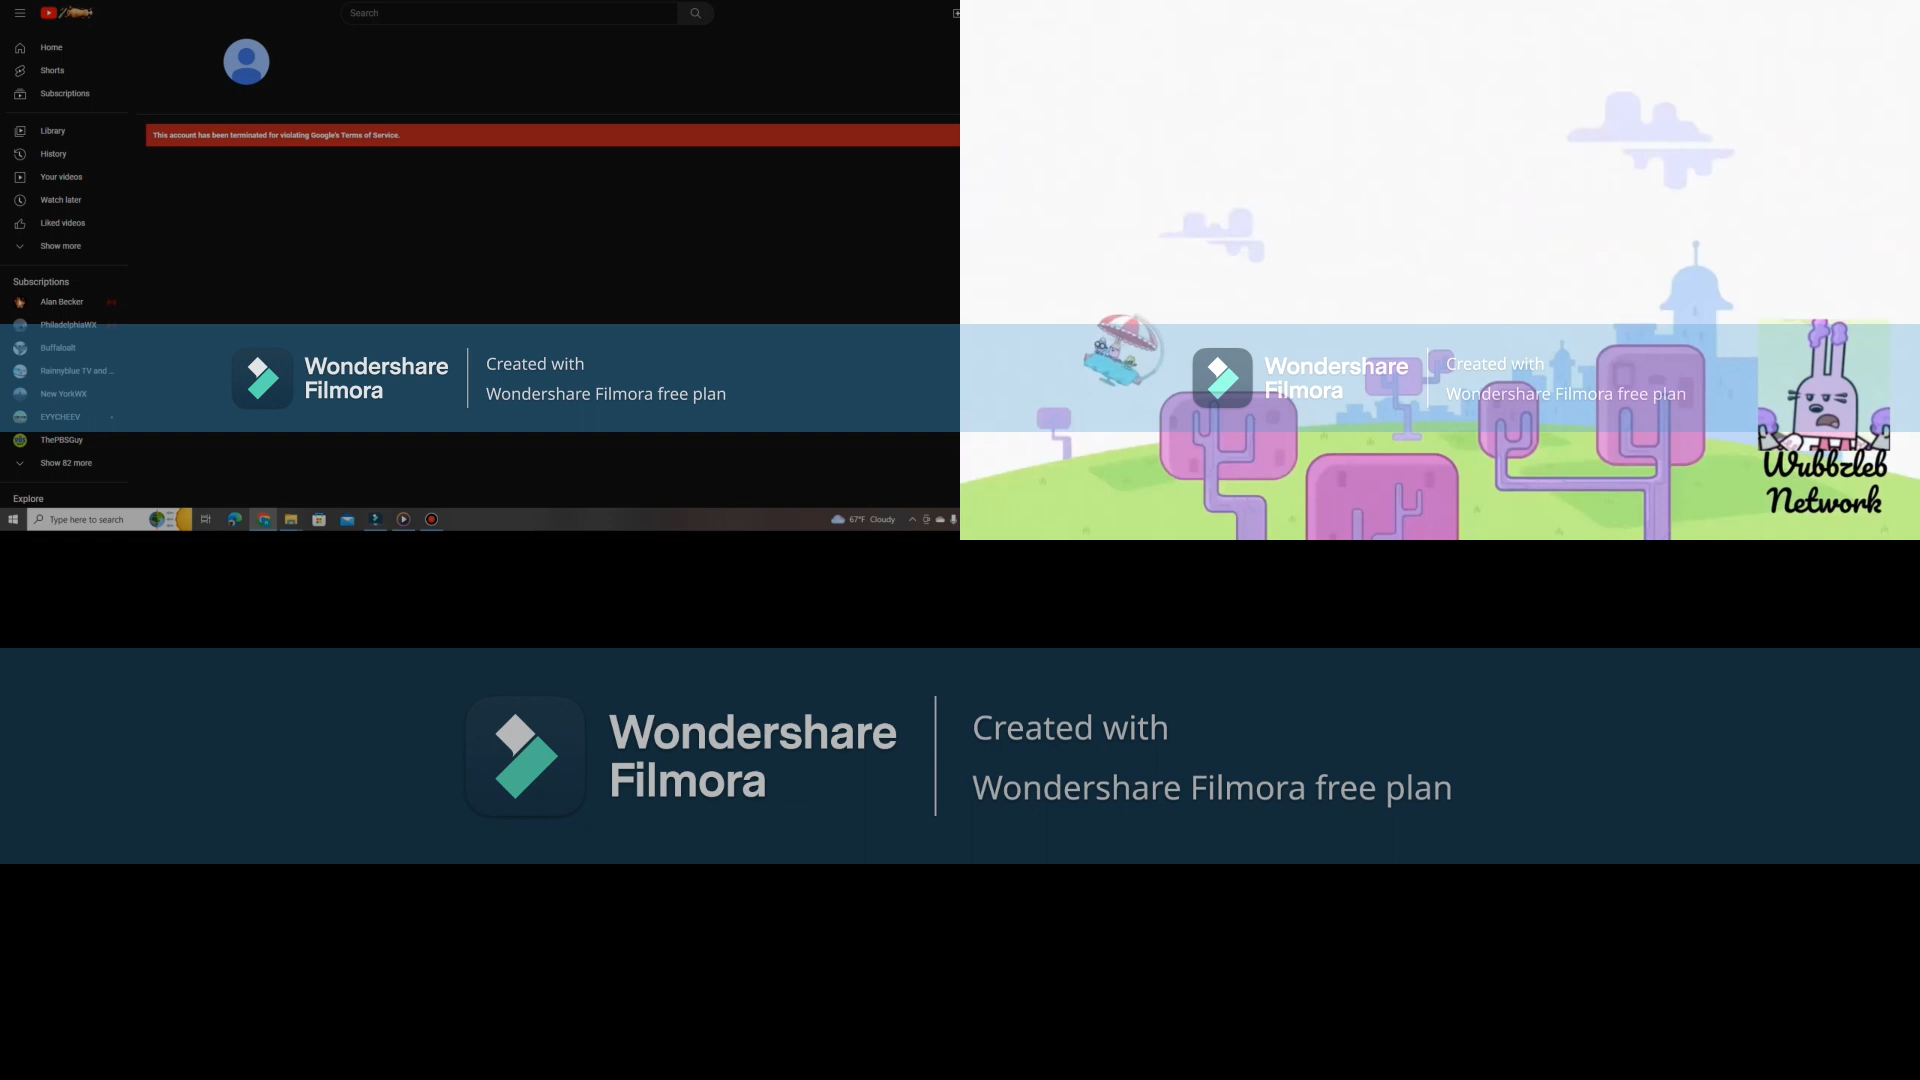 Search
Home
Shorts
Subscriptions
This account has been terminated for violating Google's Terms of Service.
Library
History
Your videos
Watch later
Liked videos
Show more
Subscriptions
Alan Becker
PhiladelphiaWX
Buffaloalt
Rainnyblue TV and ...
New YorkWX
EYYCHEEV
ThePBSGuy
Show 82 more
Explore
Type here to search
67°F Cloudy
Wondershare
Filmora
Created with
Wondershare Filmora free plan
Wondershare
Filmora
Created with
Wondershare Filmora free plan
Wubbzleb
Network
Wondershare
Filmora
Created with
Wondershare Filmora free plan